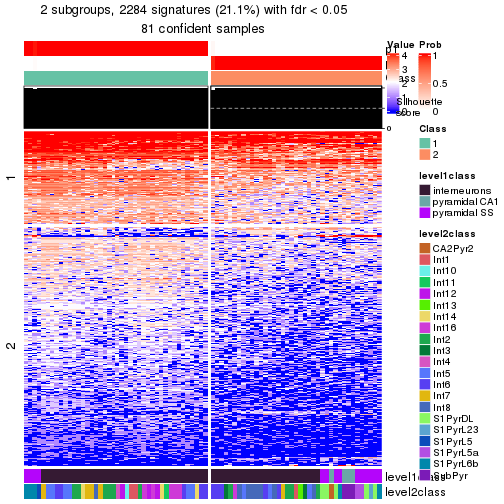 2 subgroups, 2284 signatures (21.1%) with fdr < 0.05
81 confident samples
p1
Class
Silhouette
score
1
2
level1class
level2class
Value
4
3
2
1
0
Prob
1
0.5
0
Class
1
2
level1class
interneurons
pyramidal CA1
pyramidal SS
level2class
CA2Pyr2
Int1
Int10
Int11
Int12
Int13
Int14
Int16
Int2
Int3
Int4
Int5
Int6
Int7
Int8
S1PyrDL
S1PyrL23
S1PyrL5
S1PyrL5a
S1PyrL6b
SubPyr